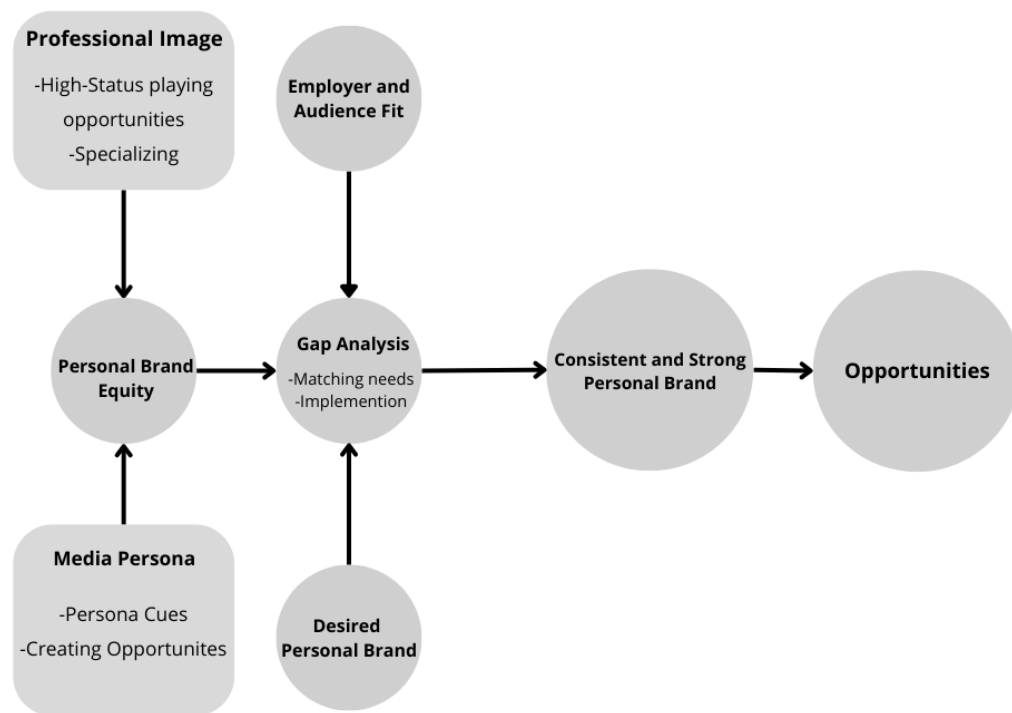 Professional Image
-High-Status playing
opportunities
-Specializing
Employer and
Audience Fit
Personal Brand
Equity
Gap Analysis
-Matching needs
-Implemention
Consistent and Strong
Personal Brand
Opportunities
Media Persona
-Persona Cues
-Creating Opportunites
Desired
Personal Brand